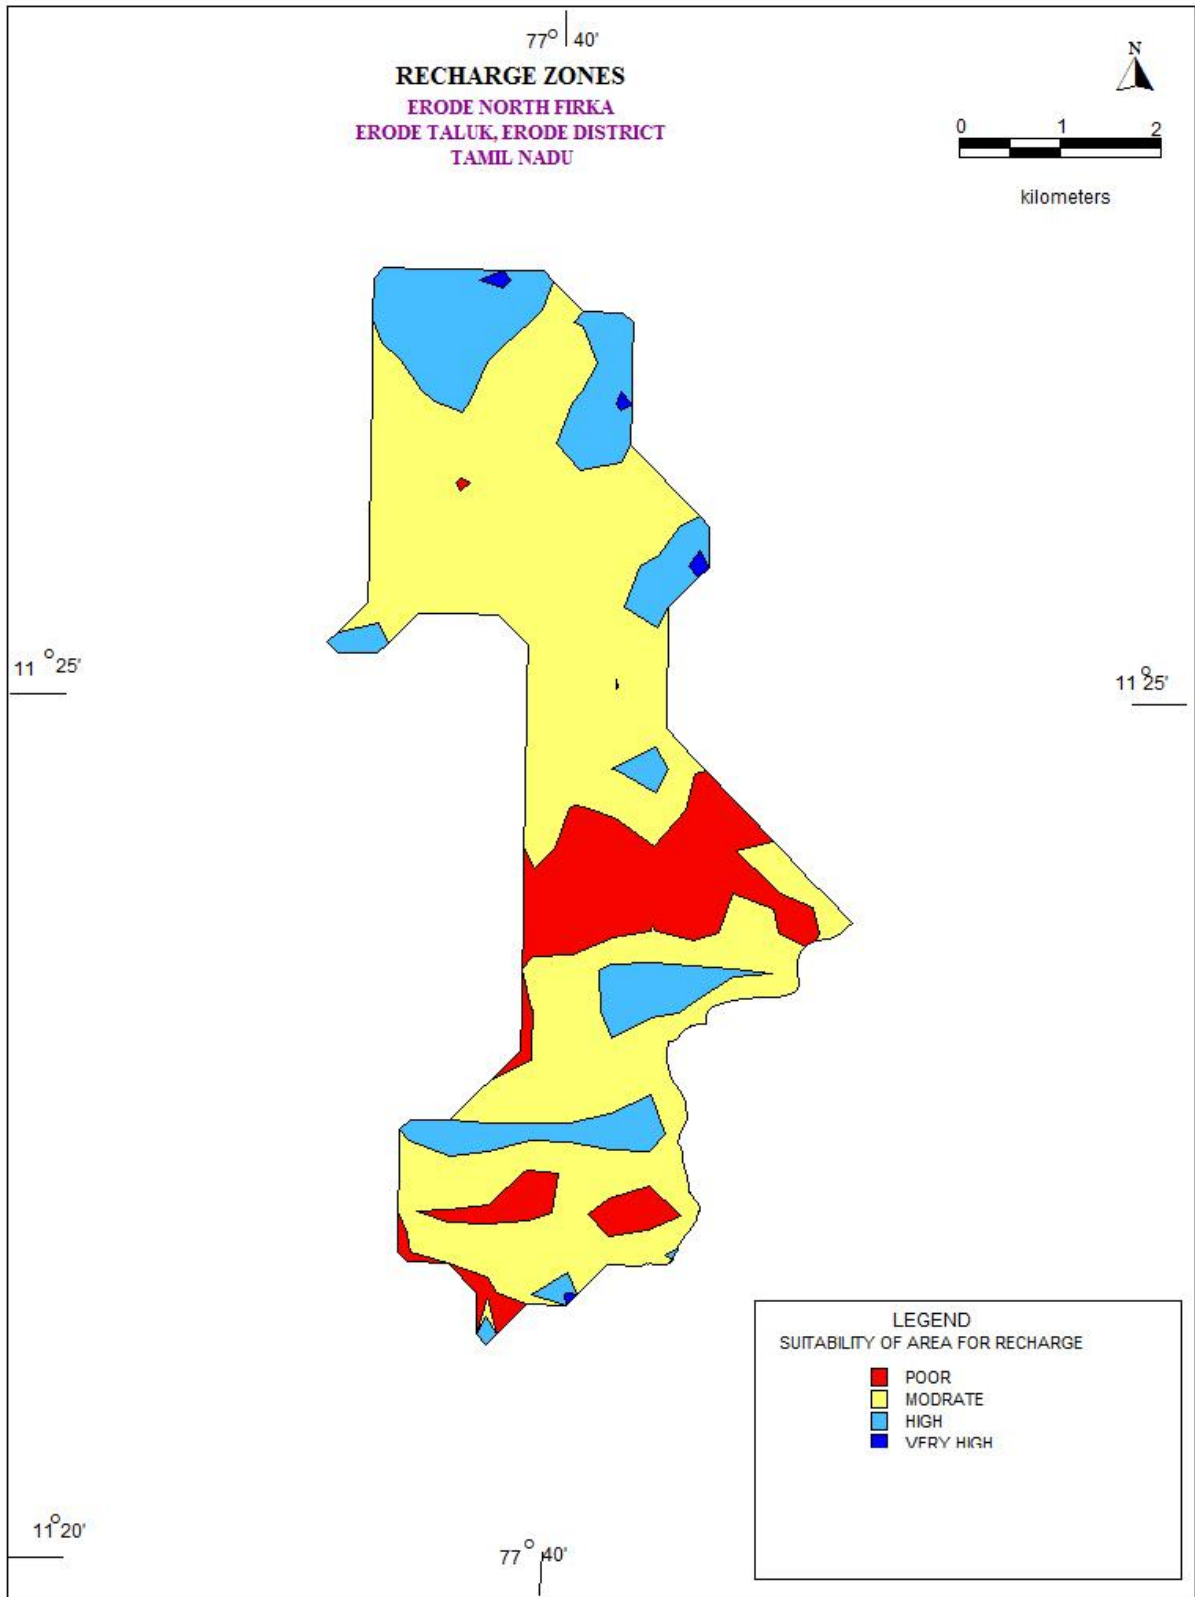 77° 40'
RECHARGE ZONES
ERODE NORTH FIRKA
ERODE TALUK, ERODE DISTRICT
TAMIL NADU
N
0 1 2
kilometers
11° 25'
11° 25'
LEGEND
SUITABILITY OF AREA FOR RECHARGE
POOR
MODRATE
HIGH
VERY HIGH
11° 20'
77° 40'